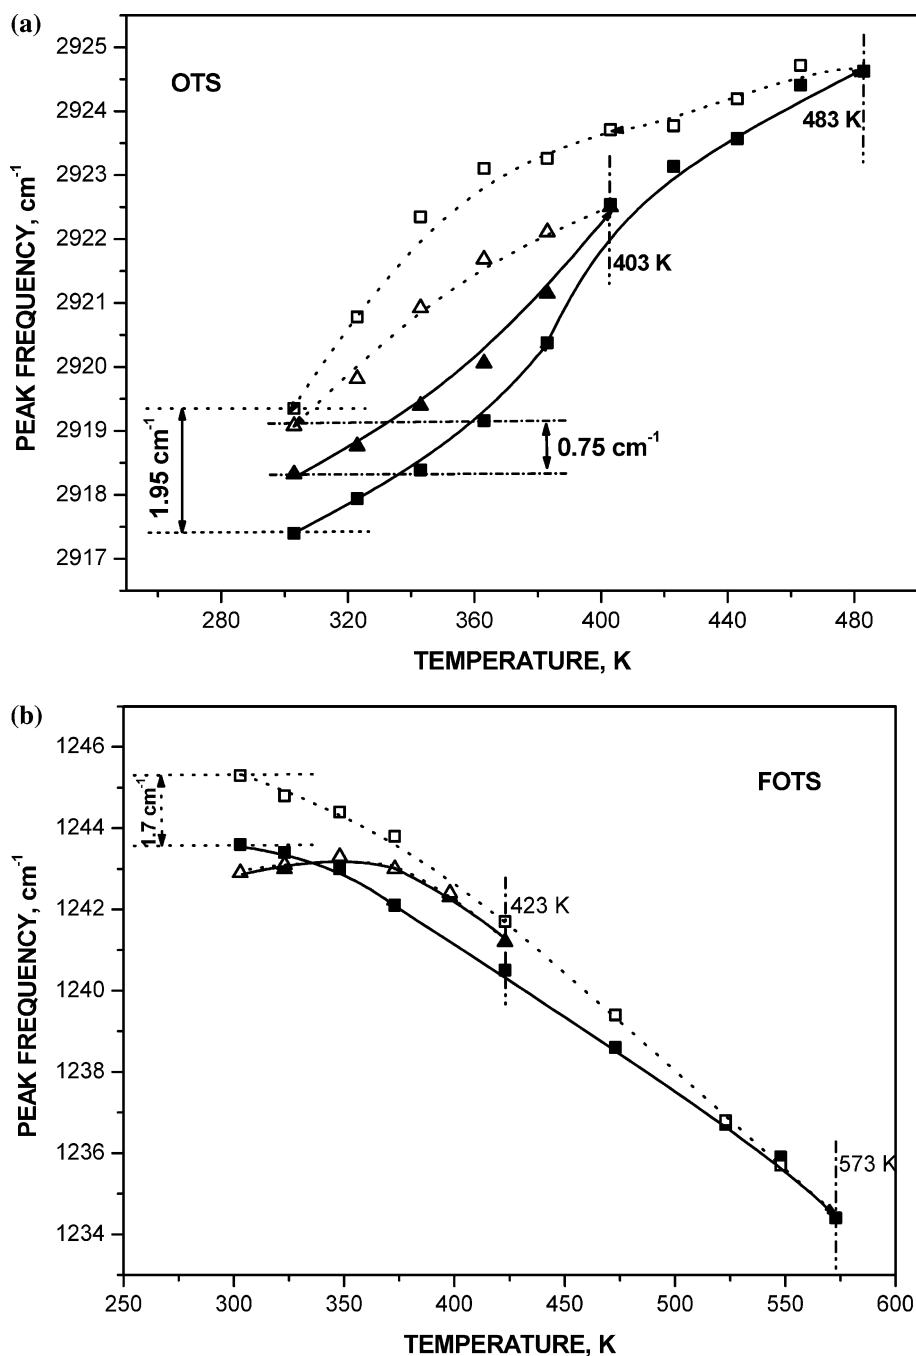 (a)
OTS
2925
2924
2923
2922
2921
2920
2919
2918
2917
PEAK FREQUENCY, cm-1
483 K
403 K
1.95 cm-1
0.75 cm-1
280 320 360 400 440 480
TEMPERATURE, K
(b)
FOTS
1246
1244
1242
1240
1238
1236
1234
PEAK FREQUENCY, cm-1
1.7 cm-1
423 K
573 K
250 300 350 400 450 500 550 600
TEMPERATURE, K